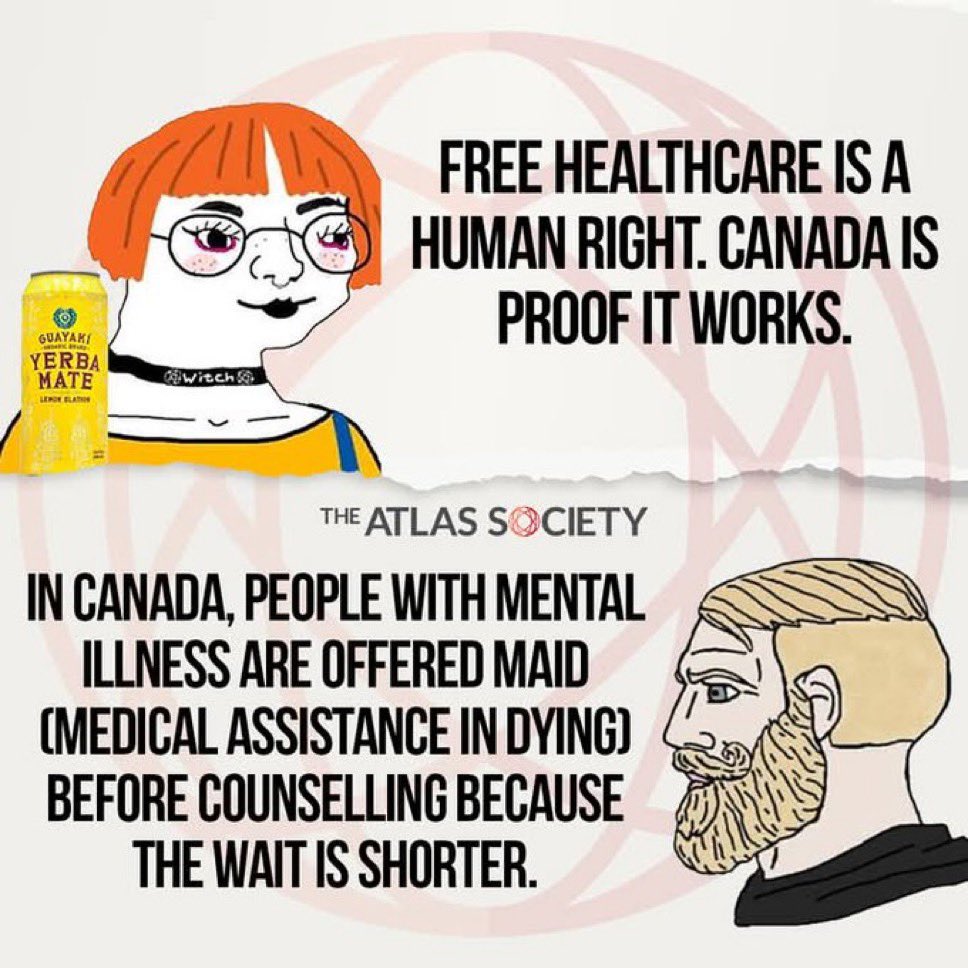 FREE HEALTHCARE IS A
HUMAN RIGHT. CANADA IS
PROOF IT WORKS.
GUAYAKÍ
YERBA
MATE
Witch
THE ATLAS SOCIETY
IN CANADA, PEOPLE WITH MENTAL
ILLNESS ARE OFFERED MAID
(MEDICAL ASSISTANCE IN DYING)
BEFORE COUNSELLING BECAUSE
THE WAIT IS SHORTER.